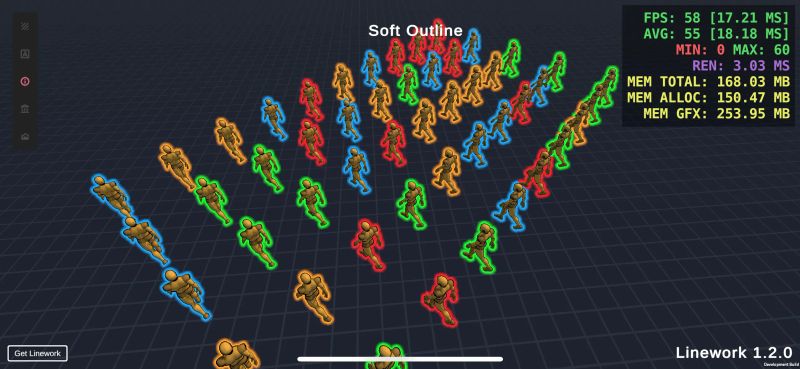 Soft Outline
FPS: 58 [17.21 MS]
AVG: 55 [18.18 MS]
MIN: 0 MAX: 60
REN: 3.03 MS
MEM TOTAL: 168.03 MB
MEM ALLOC: 150.47 MB
MEM GFX: 253.95 MB
Get Linework
Linework 1.2.0
Development Build